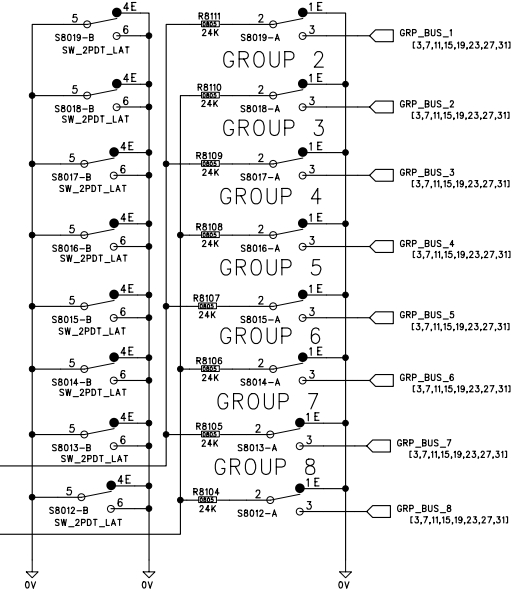 4E R8111 1E
5 2
6 3 GRP_BUS_1
S8019-B 24K S8019-A [3,7,11,15,19,23,27,31]
SW_2PDT_LAT
GROUP 2
4E R8110 1E
5 2
6 3 GRP_BUS_2
S8018-B 24K S8018-A [3,7,11,15,19,23,27,31]
SW_2PDT_LAT
GROUP 3
4E R8109 1E
5 2
6 3 GRP_BUS_3
S8017-B 24K S8017-A [3,7,11,15,19,23,27,31]
SW_2PDT_LAT
GROUP 4
4E R8108 1E
5 2
6 3 GRP_BUS_4
S8016-B 24K S8016-A [3,7,11,15,19,23,27,31]
SW_2PDT_LAT
GROUP 5
4E R8107 1E
5 2
6 3 GRP_BUS_5
S8015-B 24K S8015-A [3,7,11,15,19,23,27,31]
SW_2PDT_LAT
GROUP 6
4E R8106 1E
5 2
6 3 GRP_BUS_6
S8014-B 24K S8014-A [3,7,11,15,19,23,27,31]
SW_2PDT_LAT
GROUP 7
4E R8105 1E
5 2
6 3 GRP_BUS_7
S8013-B 24K S8013-A [3,7,11,15,19,23,27,31]
SW_2PDT_LAT
GROUP 8
4E R8104 1E
5 2
6 3 GRP_BUS_8
S8012-B 24K S8012-A [3,7,11,15,19,23,27,31]
SW_2PDT_LAT
0V 0V 0V